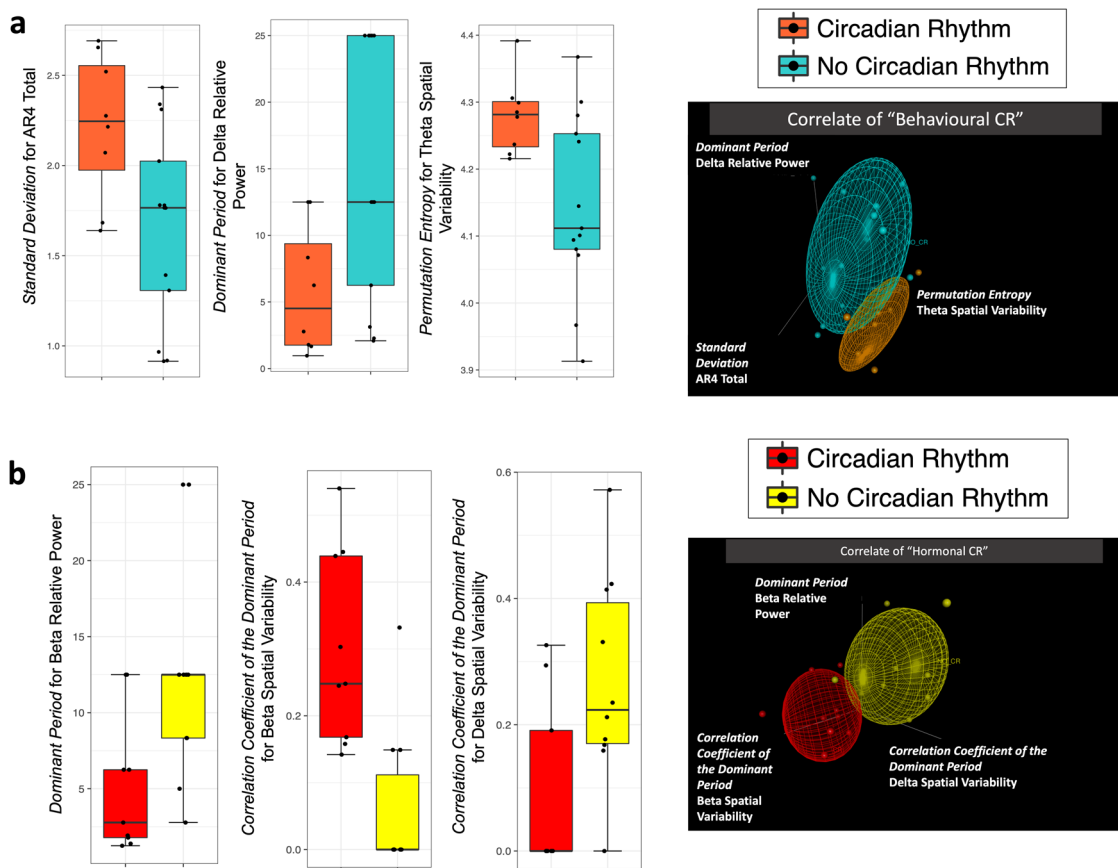 a
Standard Deviation for AR4 Total
2.5
2.0
1.5
1.0
Dominant Period for Delta Relative
Power
25
20
15
10
5
0
Permutation Entropy for Theta Spatial
Variability
4.4
4.3
4.2
4.1
4.0
3.9
Circadian Rhythm
No Circadian Rhythm
Correlate of "Behavioural CR"
Dominant Period
Delta Relative Power
Permutation Entropy
Theta Spatial Variability
Standard
Deviation
AR4 Total
b
Dominant Period for Beta Relative Power
25
20
15
10
5
Correlation Coefficient of the Dominant Period
for Beta Spatial Variability
0.4
0.2
0.0
Correlation Coefficient of the Dominant Period
for Delta Spatial Variability
0.6
0.4
0.2
0.0
Circadian Rhythm
No Circadian Rhythm
Correlate of "Hormonal CR"
Dominant Period
Beta Relative
Power
Correlation
Coefficient of
the Dominant
Period
Beta Spatial
Variability
Correlation Coefficient of the
Dominant Period
Delta Spatial Variability